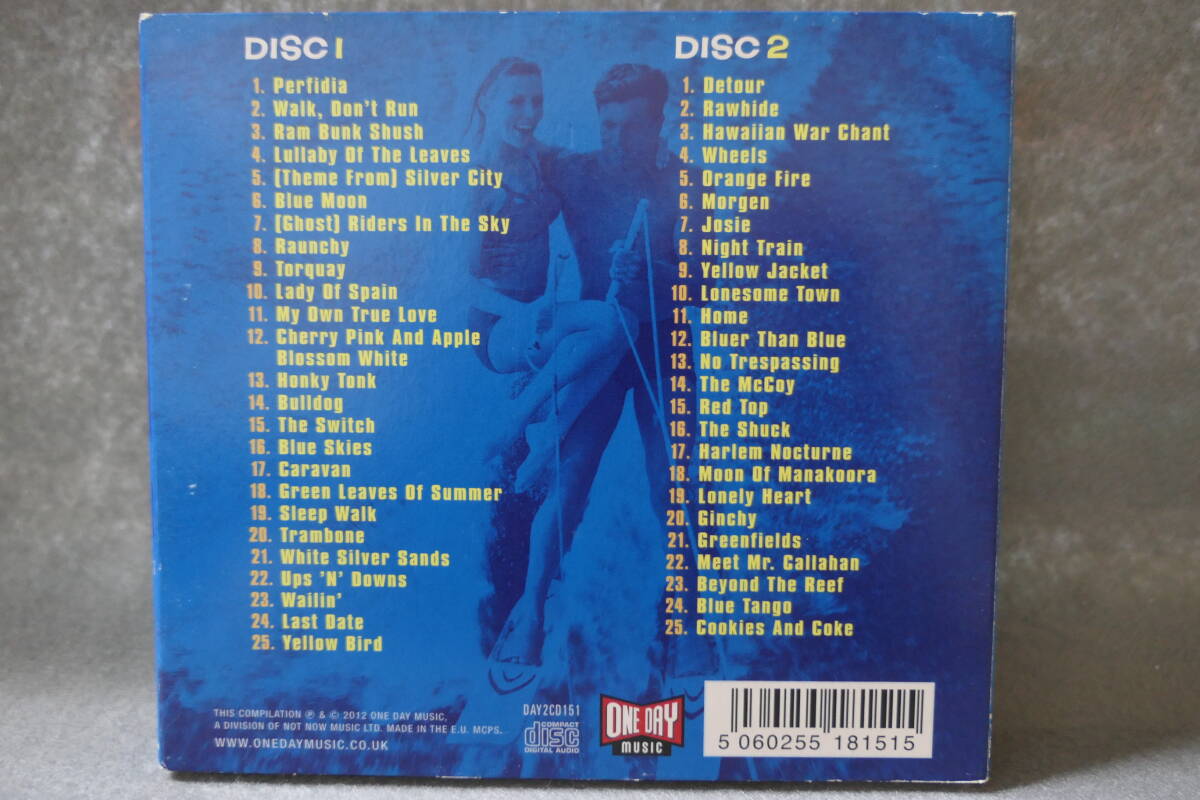 DISC 1
1. Perfidia
2. Walk, Don't Run
3. Ram Bunk Shush
4. Lullaby Of The Leaves
5. (Theme From) Silver City
6. Blue Moon
7. (Ghost) Riders In The Sky
8. Raunchy
9. Torquay
10. Lady Of Spain
11. My Own True Love
12. Cherry Pink And Apple
Blossom White
13. Honky Tonk
14. Bulldog
15. The Switch
16. Blue Skies
17. Caravan
18. Green Leaves Of Summer
19. Sleep Walk
20. Trambone
21. White Silver Sands
22. Ups 'N' Downs
23. Wailin'
24. Last Date
25. Yellow Bird
DISC 2
1. Detour
2. Rawhide
3. Hawaiian War Chant
4. Wheels
5. Orange Fire
6. Morgen
7. Josie
8. Night Train
9. Yellow Jacket
10. Lonesome Town
11. Home
12. Bluer Than Blue
13. No Trespassing
14. The McCoy
15. Red Top
16. The Shuck
17. Harlem Nocturne
18. Moon Of Manakoora
19. Lonely Heart
20. Ginchy
21. Greenfields
22. Meet Mr. Callahan
23. Beyond The Reef
24. Blue Tango
25. Cookies And Coke
THIS COMPILATION ℗ & © 2012 ONE DAY MUSIC,
A DIVISION OF NOT NOW MUSIC LTD. MADE IN THE E.U. MCPS.
WWW.ONEDAYMUSIC.CO.UK
DAY2CD151
COMPACT
disc
DIGITAL AUDIO
ONE DAY
MUSIC
5 060255 181515